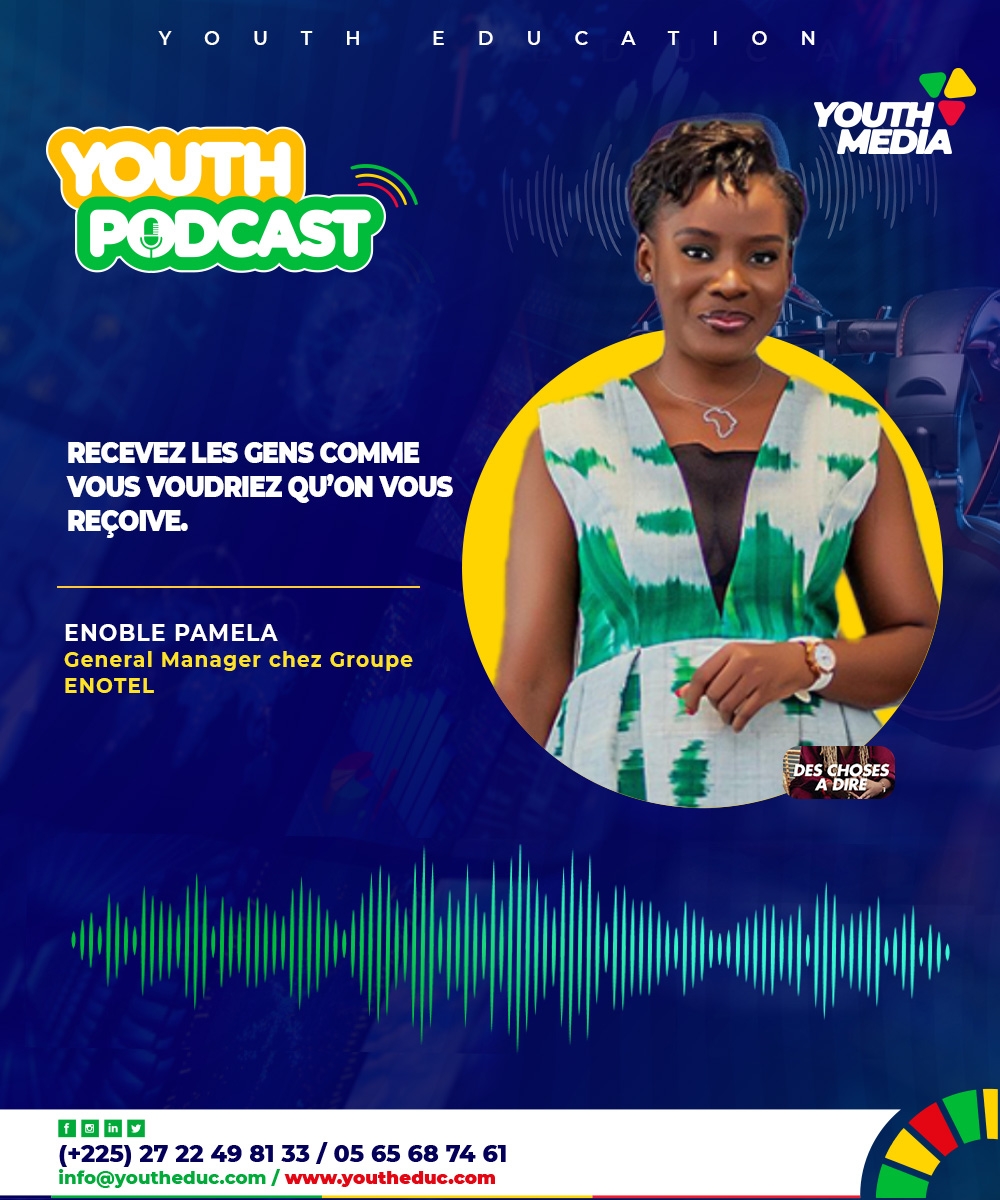 YOUTH EDUCATION
YOUTH
MEDIA
YOUTH
PODCAST
RECEVEZ LES GENS COMME
VOUS VOUDRIEZ QU'ON VOUS
REÇOIVE.
ENOBLE PAMELA
General Manager chez Groupe
ENOTEL
DES CHOSES
A DIRE
(+225) 27 22 49 81 33 / 05 65 68 74 61
info@youtheduc.com / www.youtheduc.com